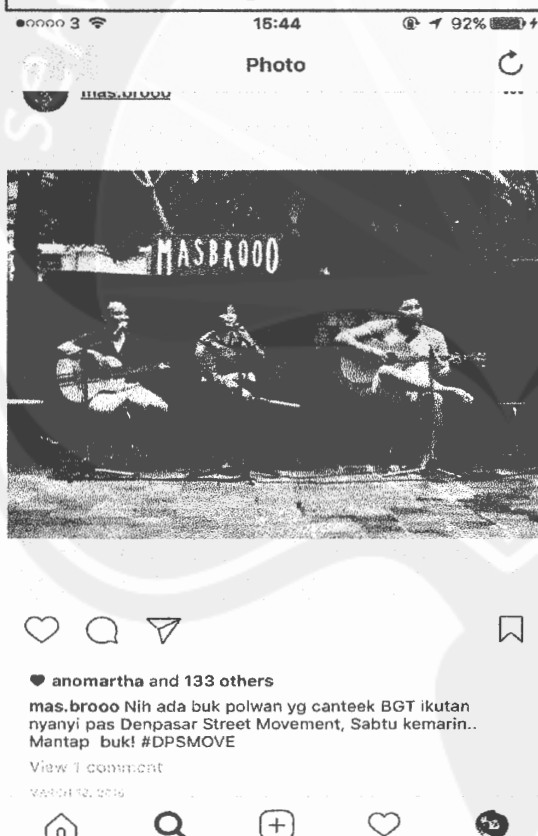 3 15:44 92%
Photo
mas.brooo
MASBROOO
anomartha and 133 others
mas.brooo Nih ada buk polwan yg canteek BGT ikutan
nyanyi pas Denpasar Street Movement, Sabtu kemarin..
Mantap buk! #DPSMOVE
View 1 comment